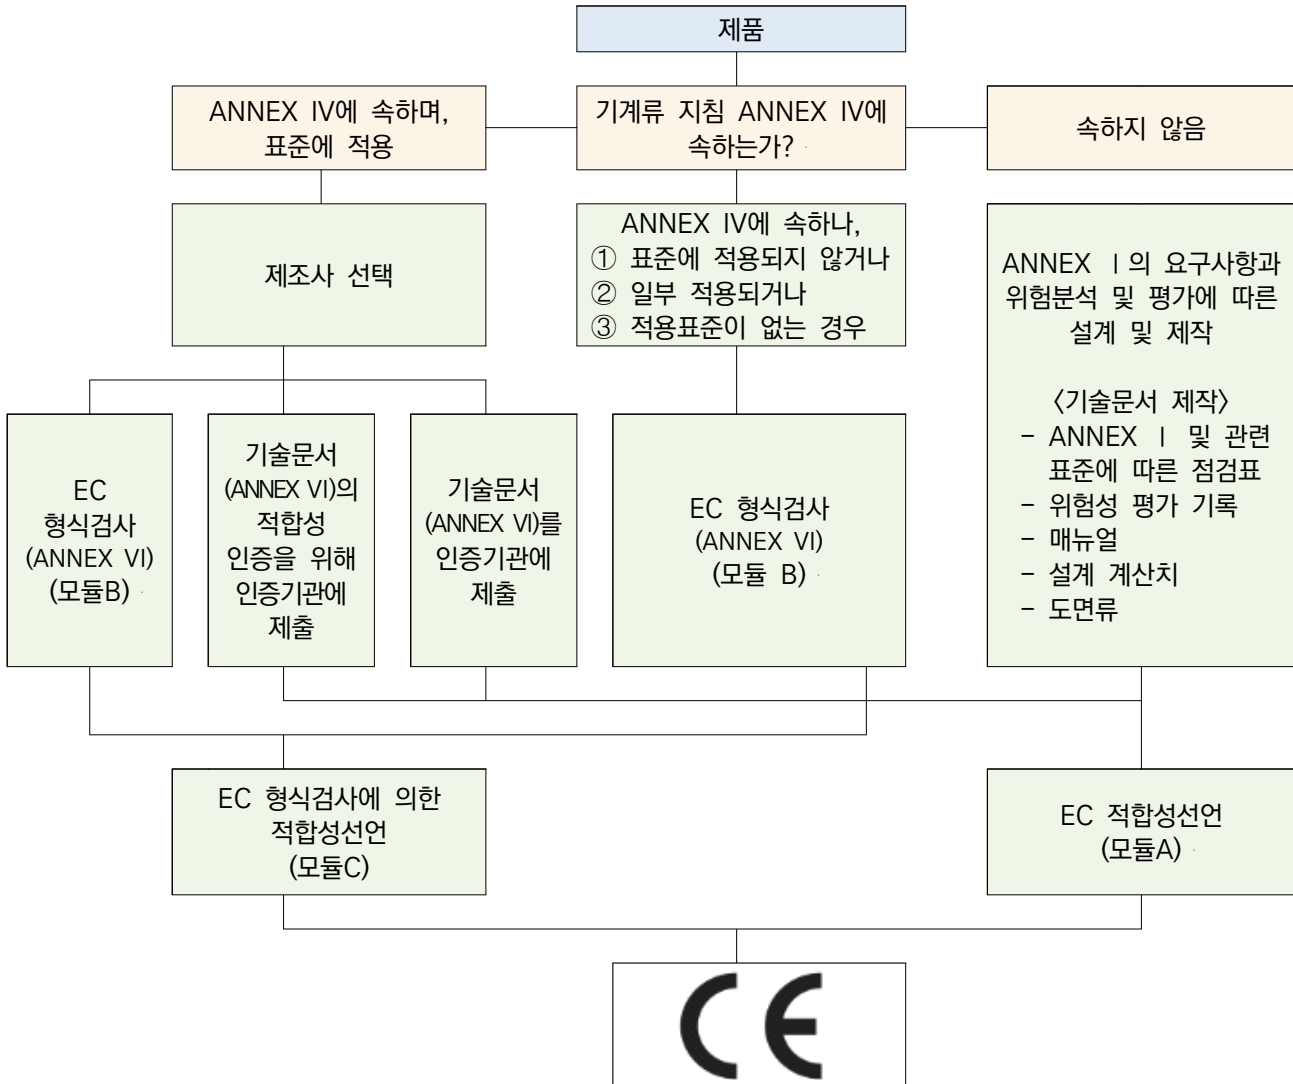 제품
ANNEX IV에 속하며,
표준에 적용
기계류 지침 ANNEX IV에
속하는가?
속하지 않음
제조사 선택
ANNEX IV에 속하나,
① 표준에 적용되지 않거나
② 일부 적용되거나
③ 적용표준이 없는 경우
ANNEX Ⅰ의 요구사항과
위험분석 및 평가에 따른
설계 및 제작
〈기술문서 제작〉
- ANNEX Ⅰ 및 관련
표준에 따른 점검표
- 위험성 평가 기록
- 매뉴얼
- 설계 계산치
- 도면류
EC
형식검사
(ANNEX VI)
(모듈B)
기술문서
(ANNEX VI)의
적합성
인증을 위해
인증기관에
제출
기술문서
(ANNEX VI)를
인증기관에
제출
EC 형식검사
(ANNEX VI)
(모듈 B)
EC 형식검사에 의한
적합성선언
(모듈C)
EC 적합성선언
(모듈A)
CE